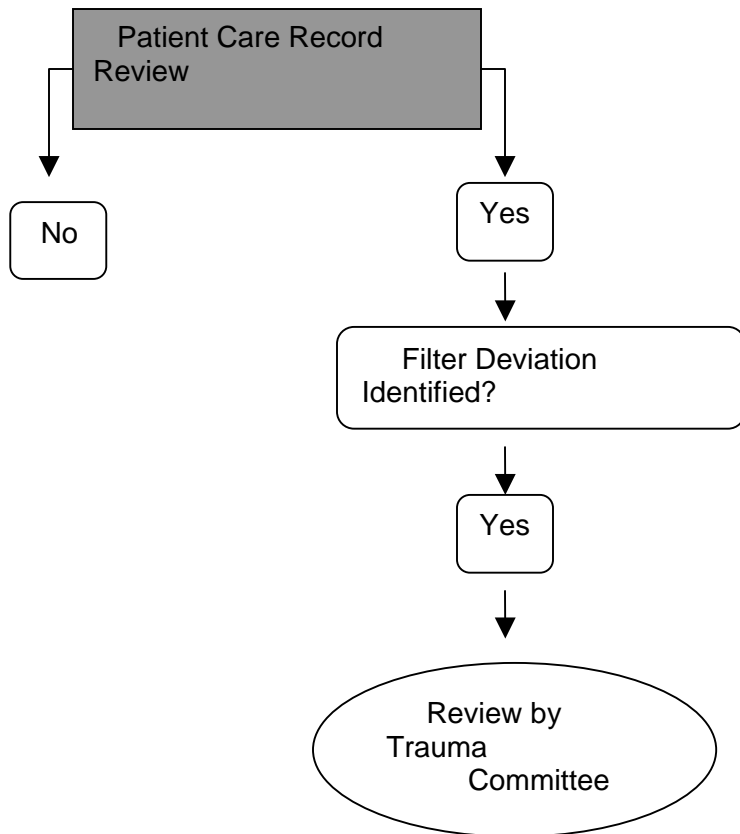 Patient Care Record
Review
No
Yes
Filter Deviation
Identified?
Yes
Review by
Trauma
Committee